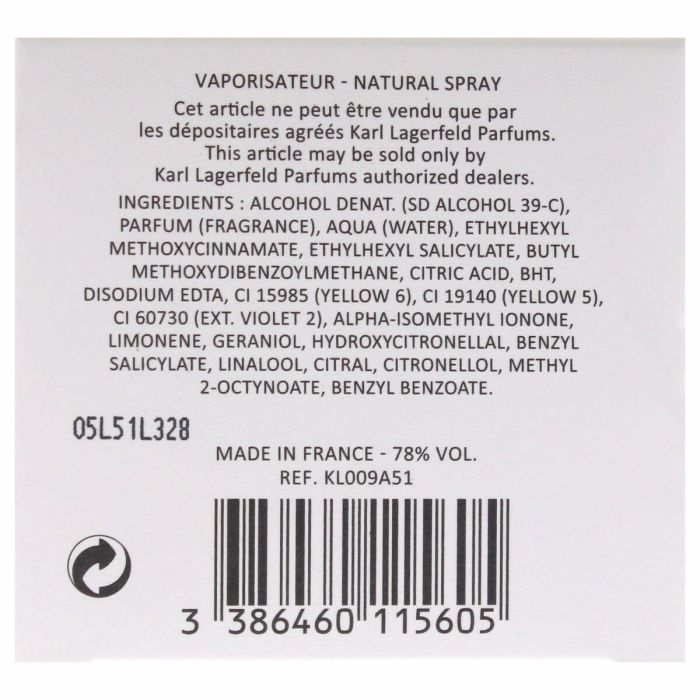 VAPORISATEUR - NATURAL SPRAY
Cet article ne peut être vendu que par
les dépositaires agréés Karl Lagerfeld Parfums.
This article may be sold only by
Karl Lagerfeld Parfums authorized dealers.
INGREDIENTS : ALCOHOL DENAT. (SD ALCOHOL 39-C),
PARFUM (FRAGRANCE), AQUA (WATER), ETHYLHEXYL
METHOXYCINNAMATE, ETHYLHEXYL SALICYLATE, BUTYL
METHOXYDIBENZOYLMETHANE, CITRIC ACID, BHT,
DISODIUM EDTA, CI 15985 (YELLOW 6), CI 19140 (YELLOW 5),
CI 60730 (EXT. VIOLET 2), ALPHA-ISOMETHYL IONONE,
LIMONENE, GERANIOL, HYDROXYCITRONELLAL, BENZYL
SALICYLATE, LINALOOL, CITRAL, CITRONELLOL, METHYL
2-OCTYNOATE, BENZYL BENZOATE.
05L51L328
MADE IN FRANCE - 78% VOL.
REF. KL009A51
3 386460 115605